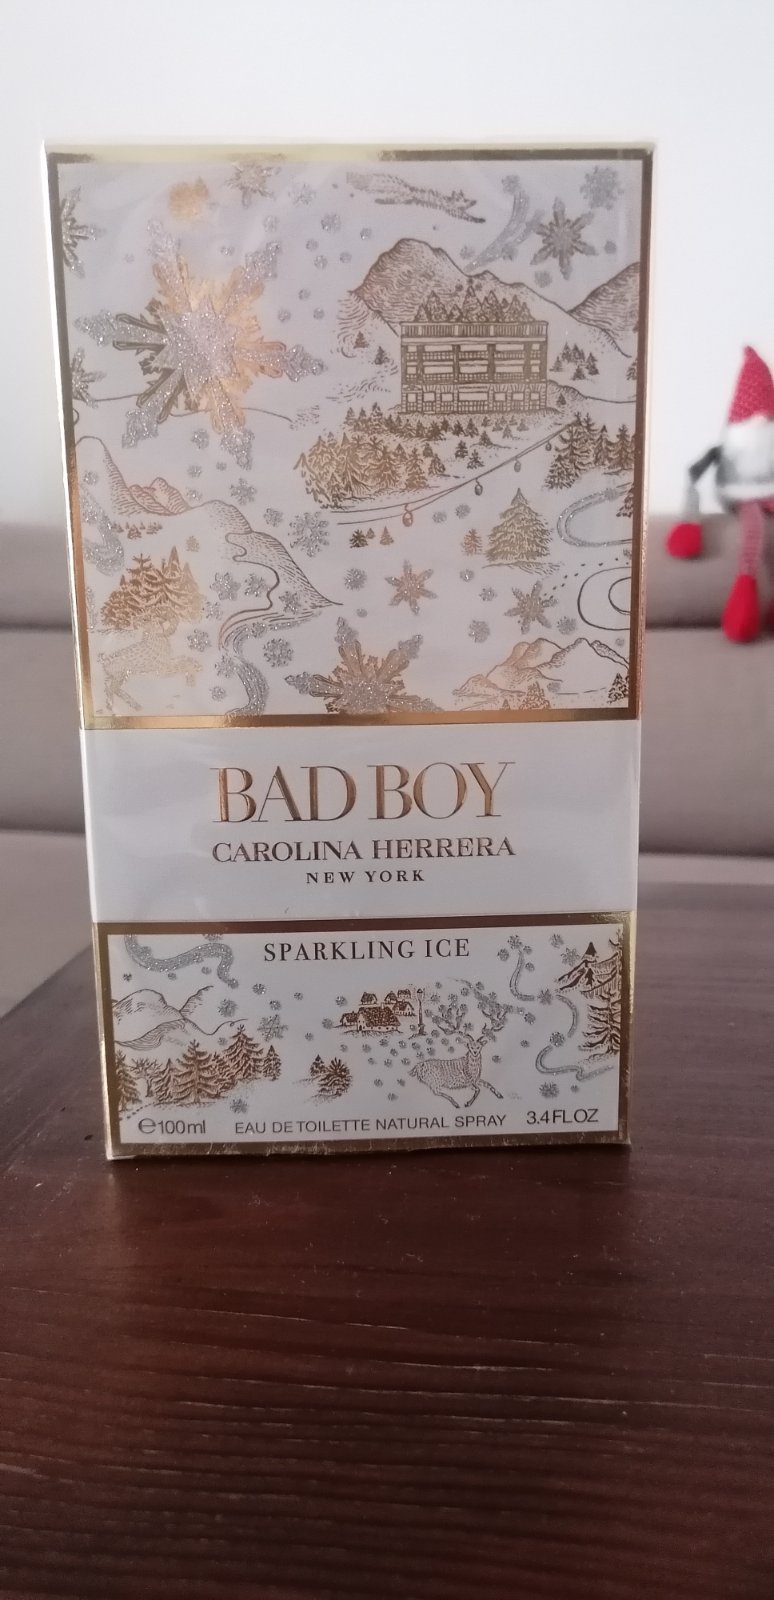 BAD BOY
CAROLINA HERRERA
NEW YORK
SPARKLING ICE
℮100ml EAU DE TOILETTE NATURAL SPRAY 3.4 FL OZ